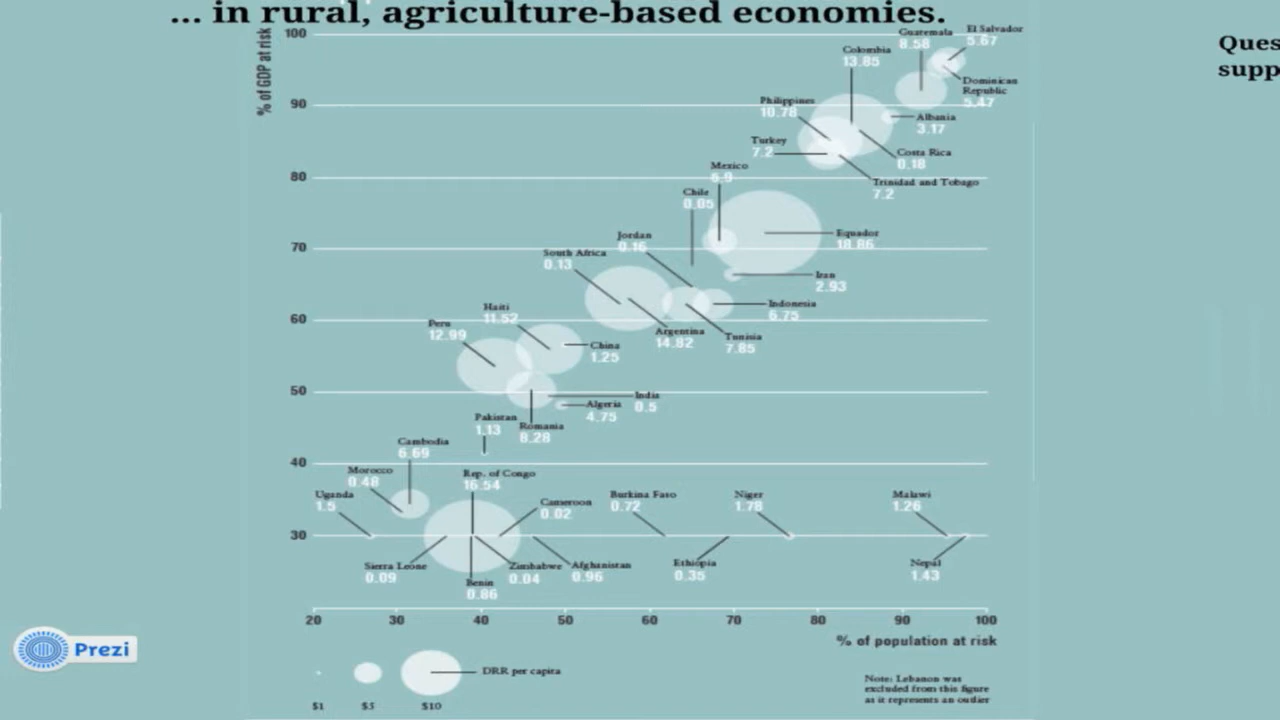 ... in rural, agriculture-based economies.
Ques
supp
% of GDP at risk
100
90
80
70
60
50
40
30
Guatemala
8.58
El Salvador
5.67
Colombia
13.85
Dominican
Republic
5.47
Philippines
10.78
Albania
3.17
Turkey
7.2
Costa Rica
0.18
Mexico
5.9
Trinidad and Tobago
7.2
Chile
0.05
Jordan
0.16
Equador
18.86
South Africa
0.13
Iran
2.93
Haiti
11.52
Indonesia
6.75
Peru
12.99
Argentina
14.82
Tunisia
7.85
China
1.25
India
0.5
Algeria
4.75
Pakistan
1.13
Romania
8.28
Cambodia
6.69
Morocco
0.48
Rep. of Congo
16.54
Uganda
1.5
Cameroon
0.02
Burkina Faso
0.72
Niger
1.78
Malawi
1.26
Sierra Leone
0.09
Benin
0.86
Zimbabwe
0.04
Afghanistan
0.96
Ethiopia
0.35
Nepal
1.43
20 30 40 50 60 70 80 90 100
% of population at risk
Prezi
DRR per capita
$1 $5 $10
Note: Lebanon was
excluded from this figure
as it represents an outlier